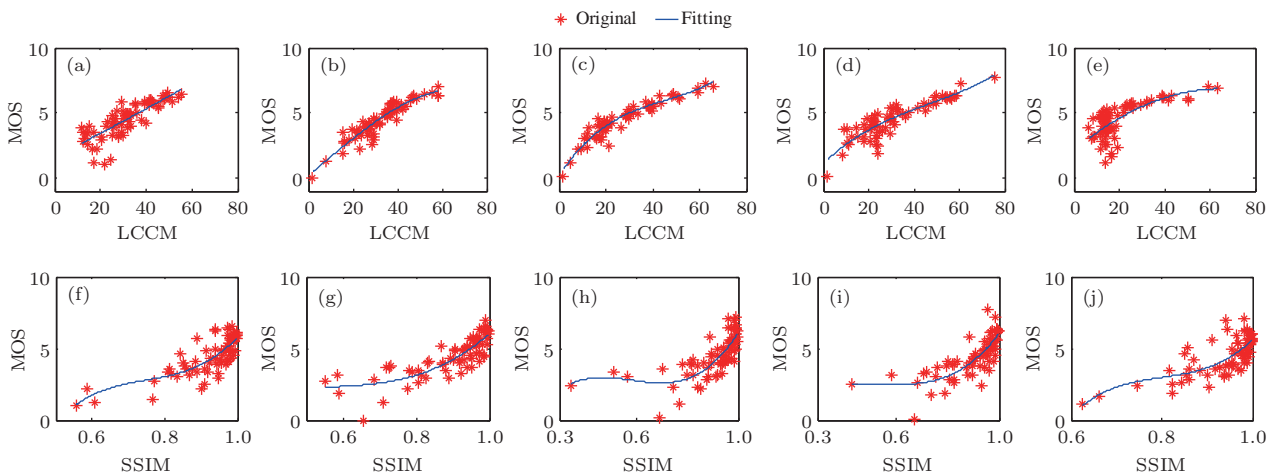 Original Fitting
(a) (b) (c) (d) (e)
MOS MOS MOS MOS MOS
10 10 10 10 10
5 5 5 5 5
0 0 0 0 0
0 20 40 60 80 0 20 40 60 80 0 20 40 60 80 0 20 40 60 80 0 20 40 60 80
LCCM LCCM LCCM LCCM LCCM
(f) (g) (h) (i) (j)
MOS MOS MOS MOS MOS
10 10 10 10 10
5 5 5 5 5
0 0 0 0 0
0.6 0.8 1.0 0.6 0.8 1.0 0.3 0.6 1.0 0.3 0.6 1.0 0.6 0.8 1.0
SSIM SSIM SSIM SSIM SSIM